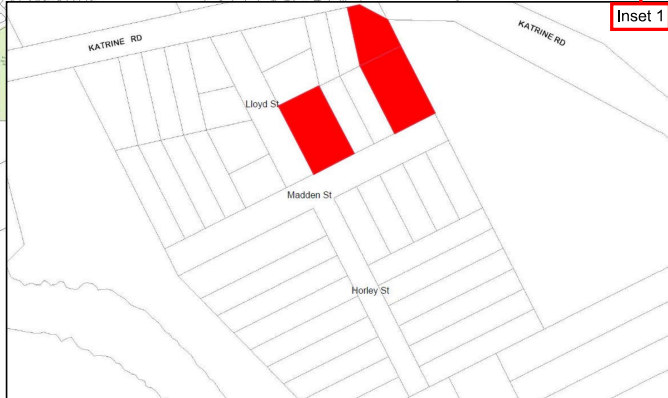 Inset 1
KATRINE RD
KATRINE RD
Lloyd St
Madden St
Horley St